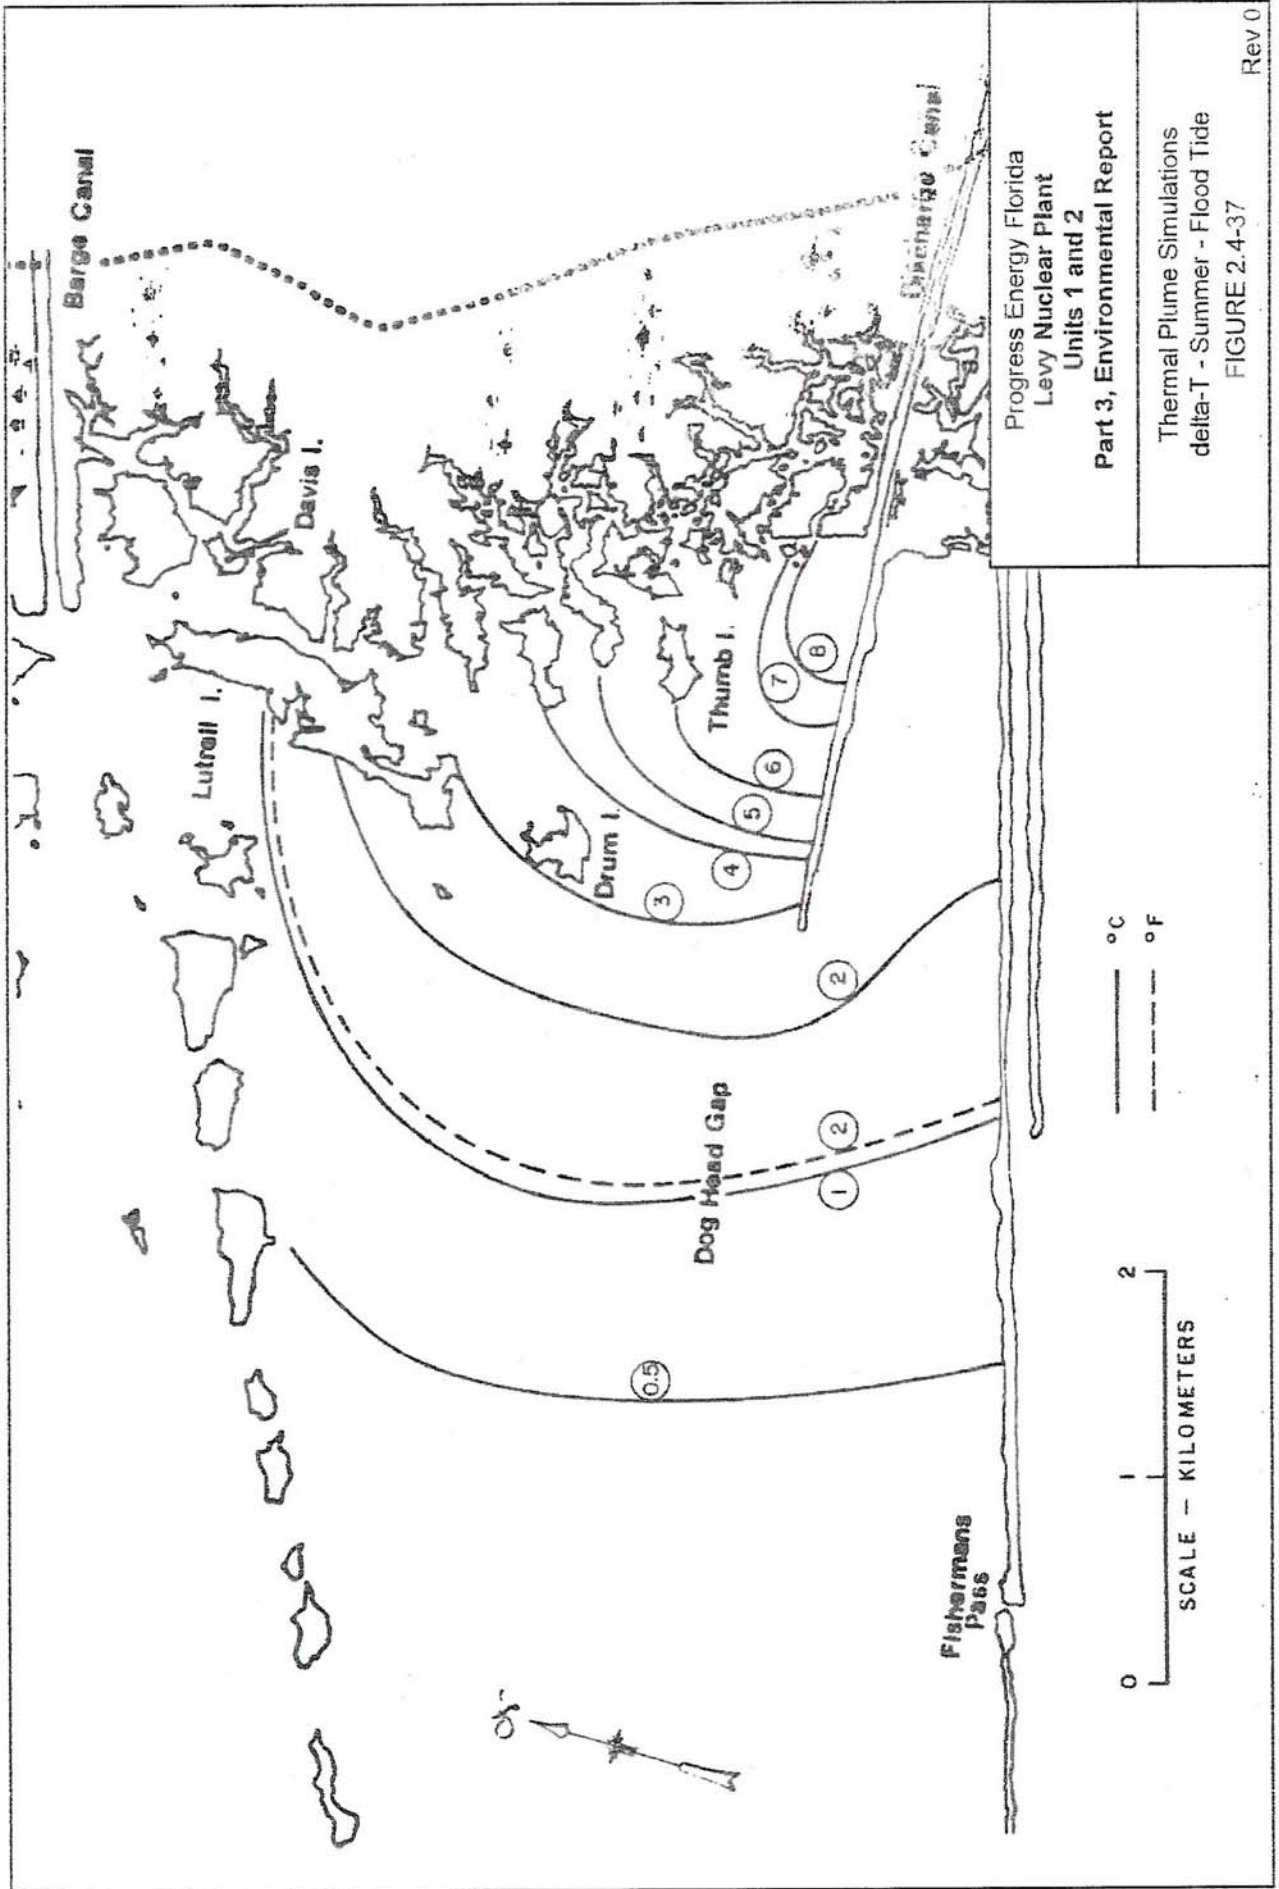 Barge Canal
Davis I.
Lutrell I.
Thumb I.
Drum I.
Discharge Canal
8
7
6
5
4
3
2
2
1
Dog Head Gap
0.5
Fishermans
Pass
°C
°F
0 1 2
SCALE — KILOMETERS
Progress Energy Florida
Levy Nuclear Plant
Units 1 and 2
Part 3, Environmental Report
Thermal Plume Simulations
delta-T - Summer - Flood Tide
FIGURE 2.4-37
Rev 0